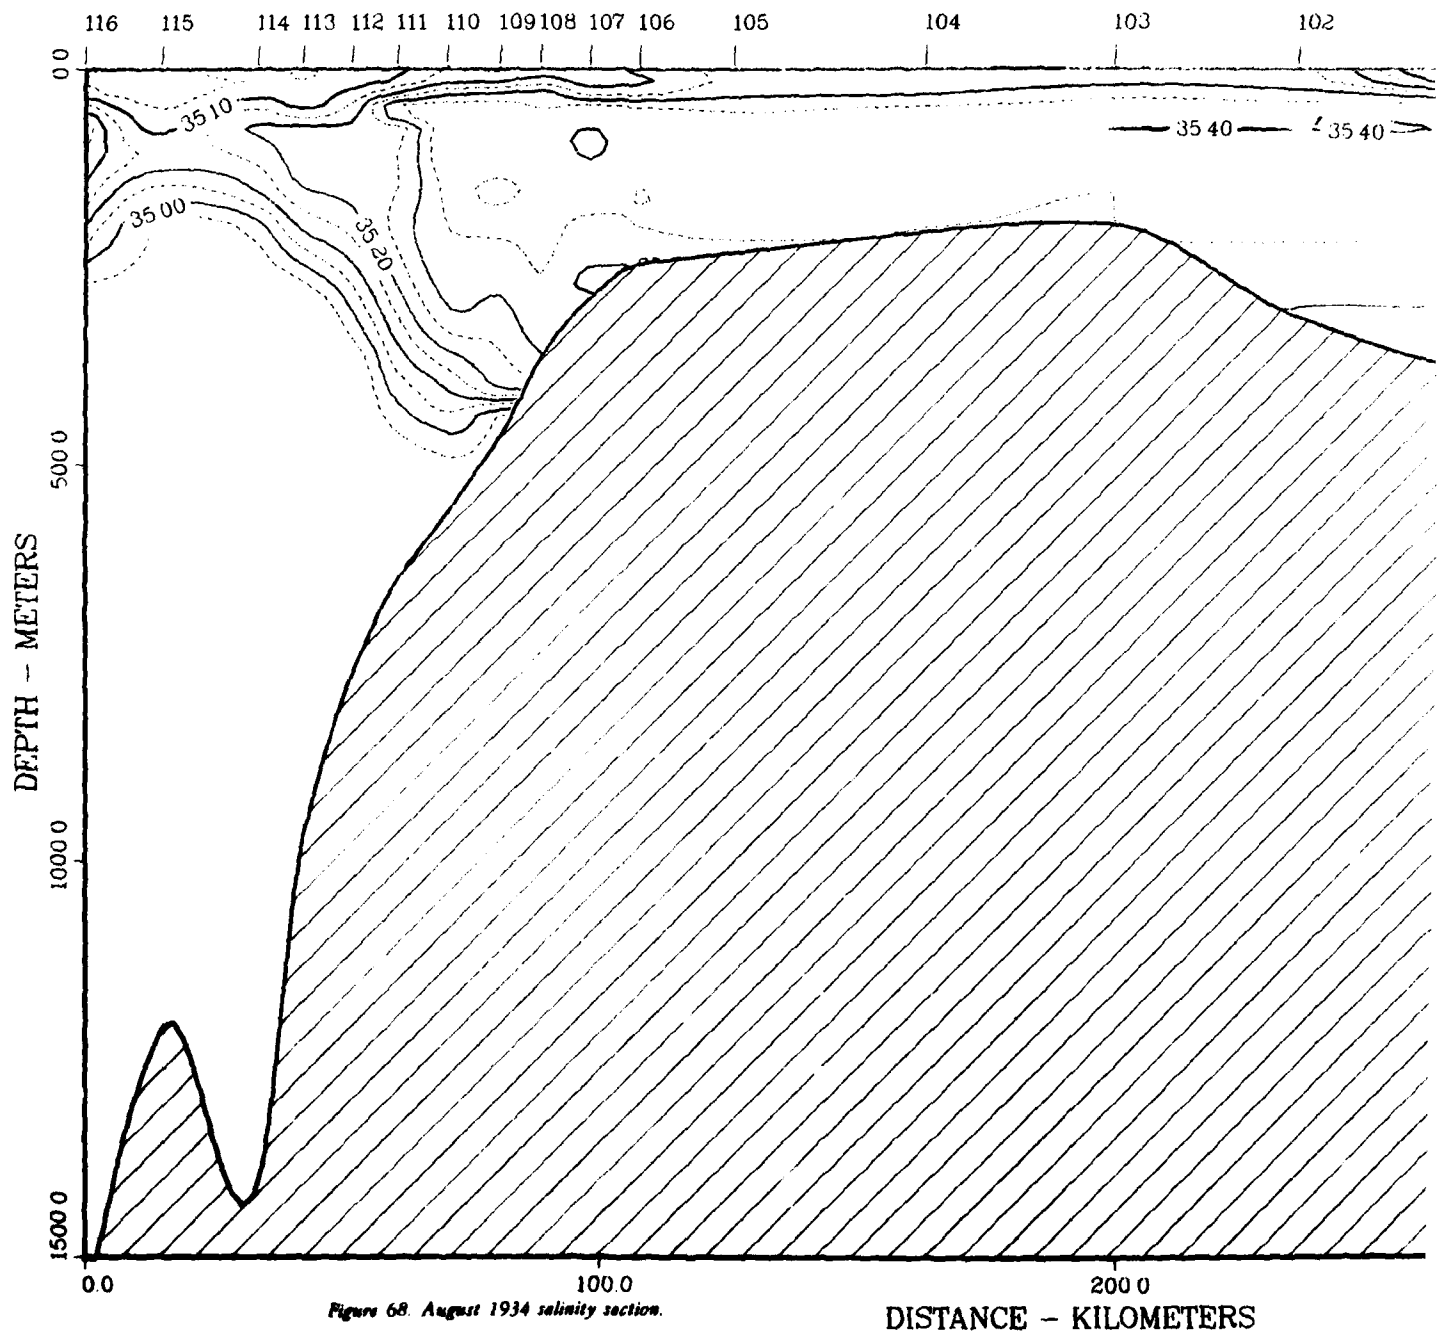 116 115 114 113 112 111 110 109 108 107 106 105 104 103 102
0 0
35 10
35 40 35 40
35 00
35 20
500 0
DEPTH – METERS
1000 0
1500 0
0.0 100.0 200 0
Figure 68. August 1934 salinity section.
DISTANCE – KILOMETERS